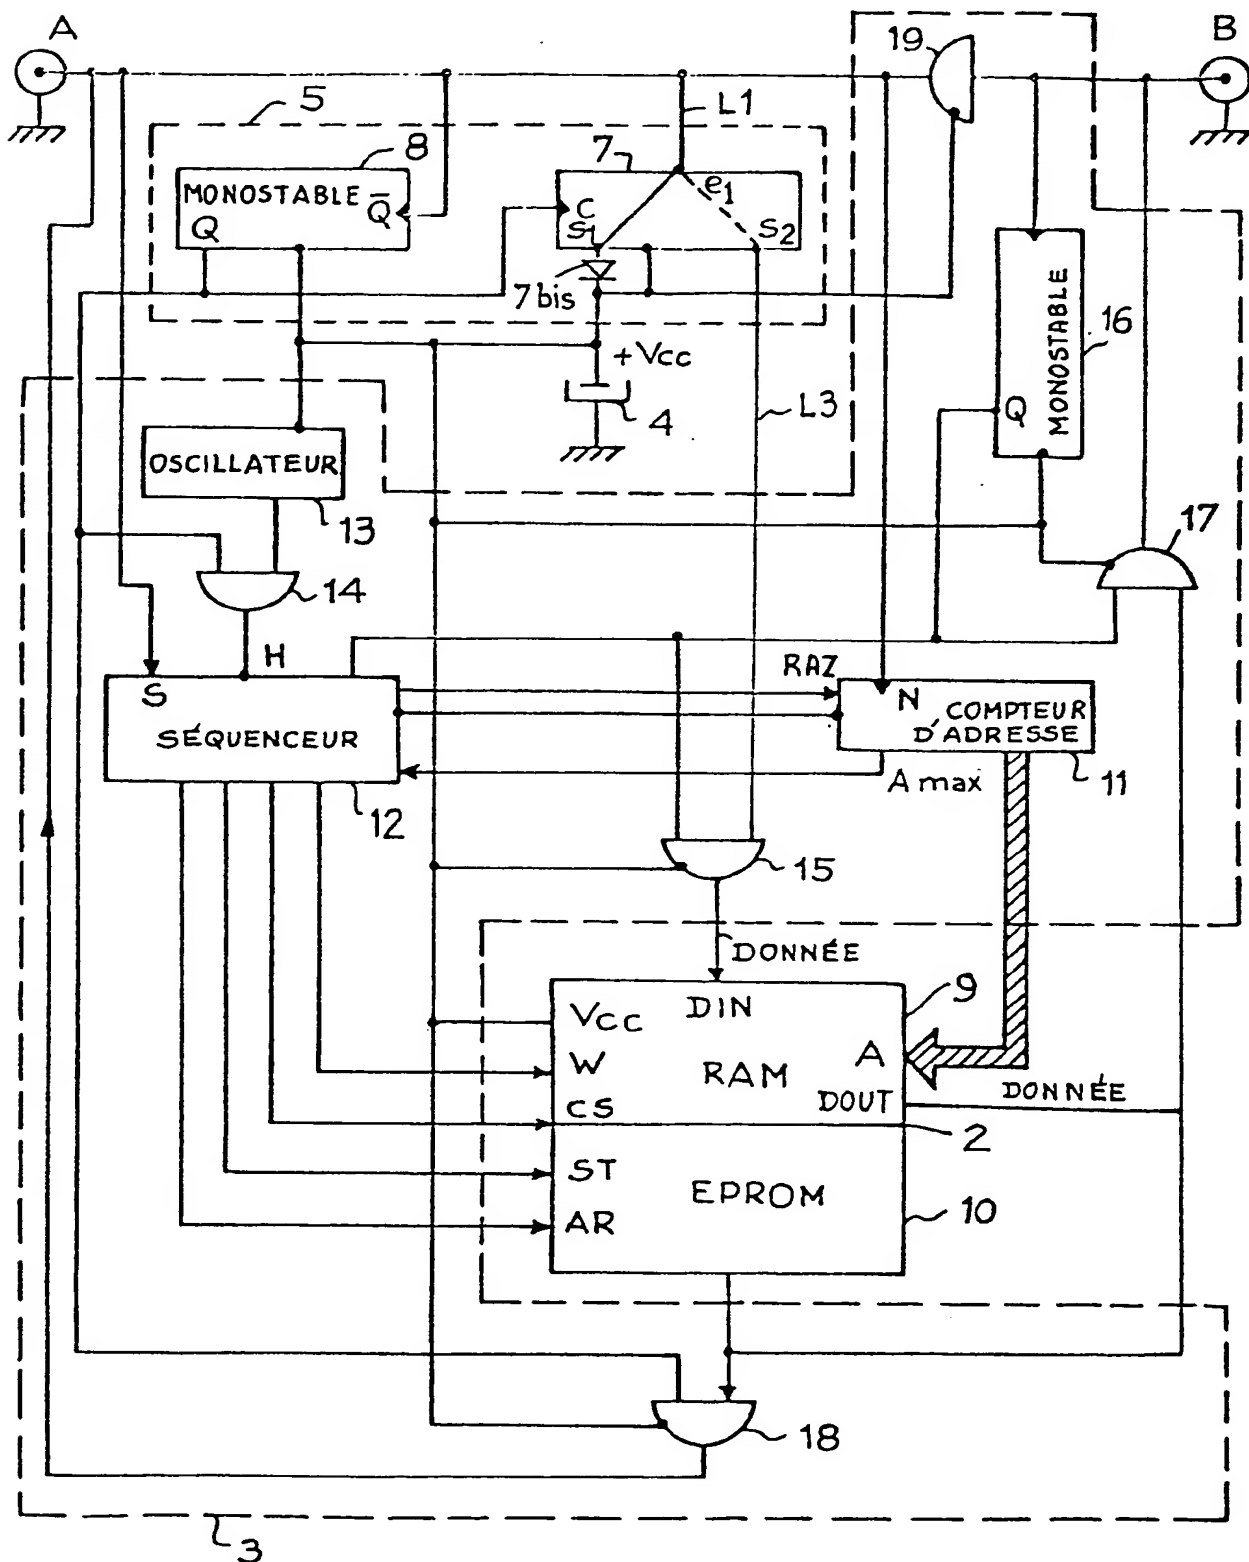 A
B
19
5
L1
8
7
MONOSTABLE Q̅
Q
C
e1
S1
S2
7 bis
+Vcc
4
L3
MONOSTABLE
16
Q
OSCILLATEUR
13
17
14
H
RAZ
S
SÉQUENCEUR
N
COMPTEUR
D'ADRESSE
A max
11
12
15
DONNÉE
DIN
9
Vcc
A
W
RAM
DOUT
DONNÉE
CS
2
ST
EPROM
10
AR
18
3